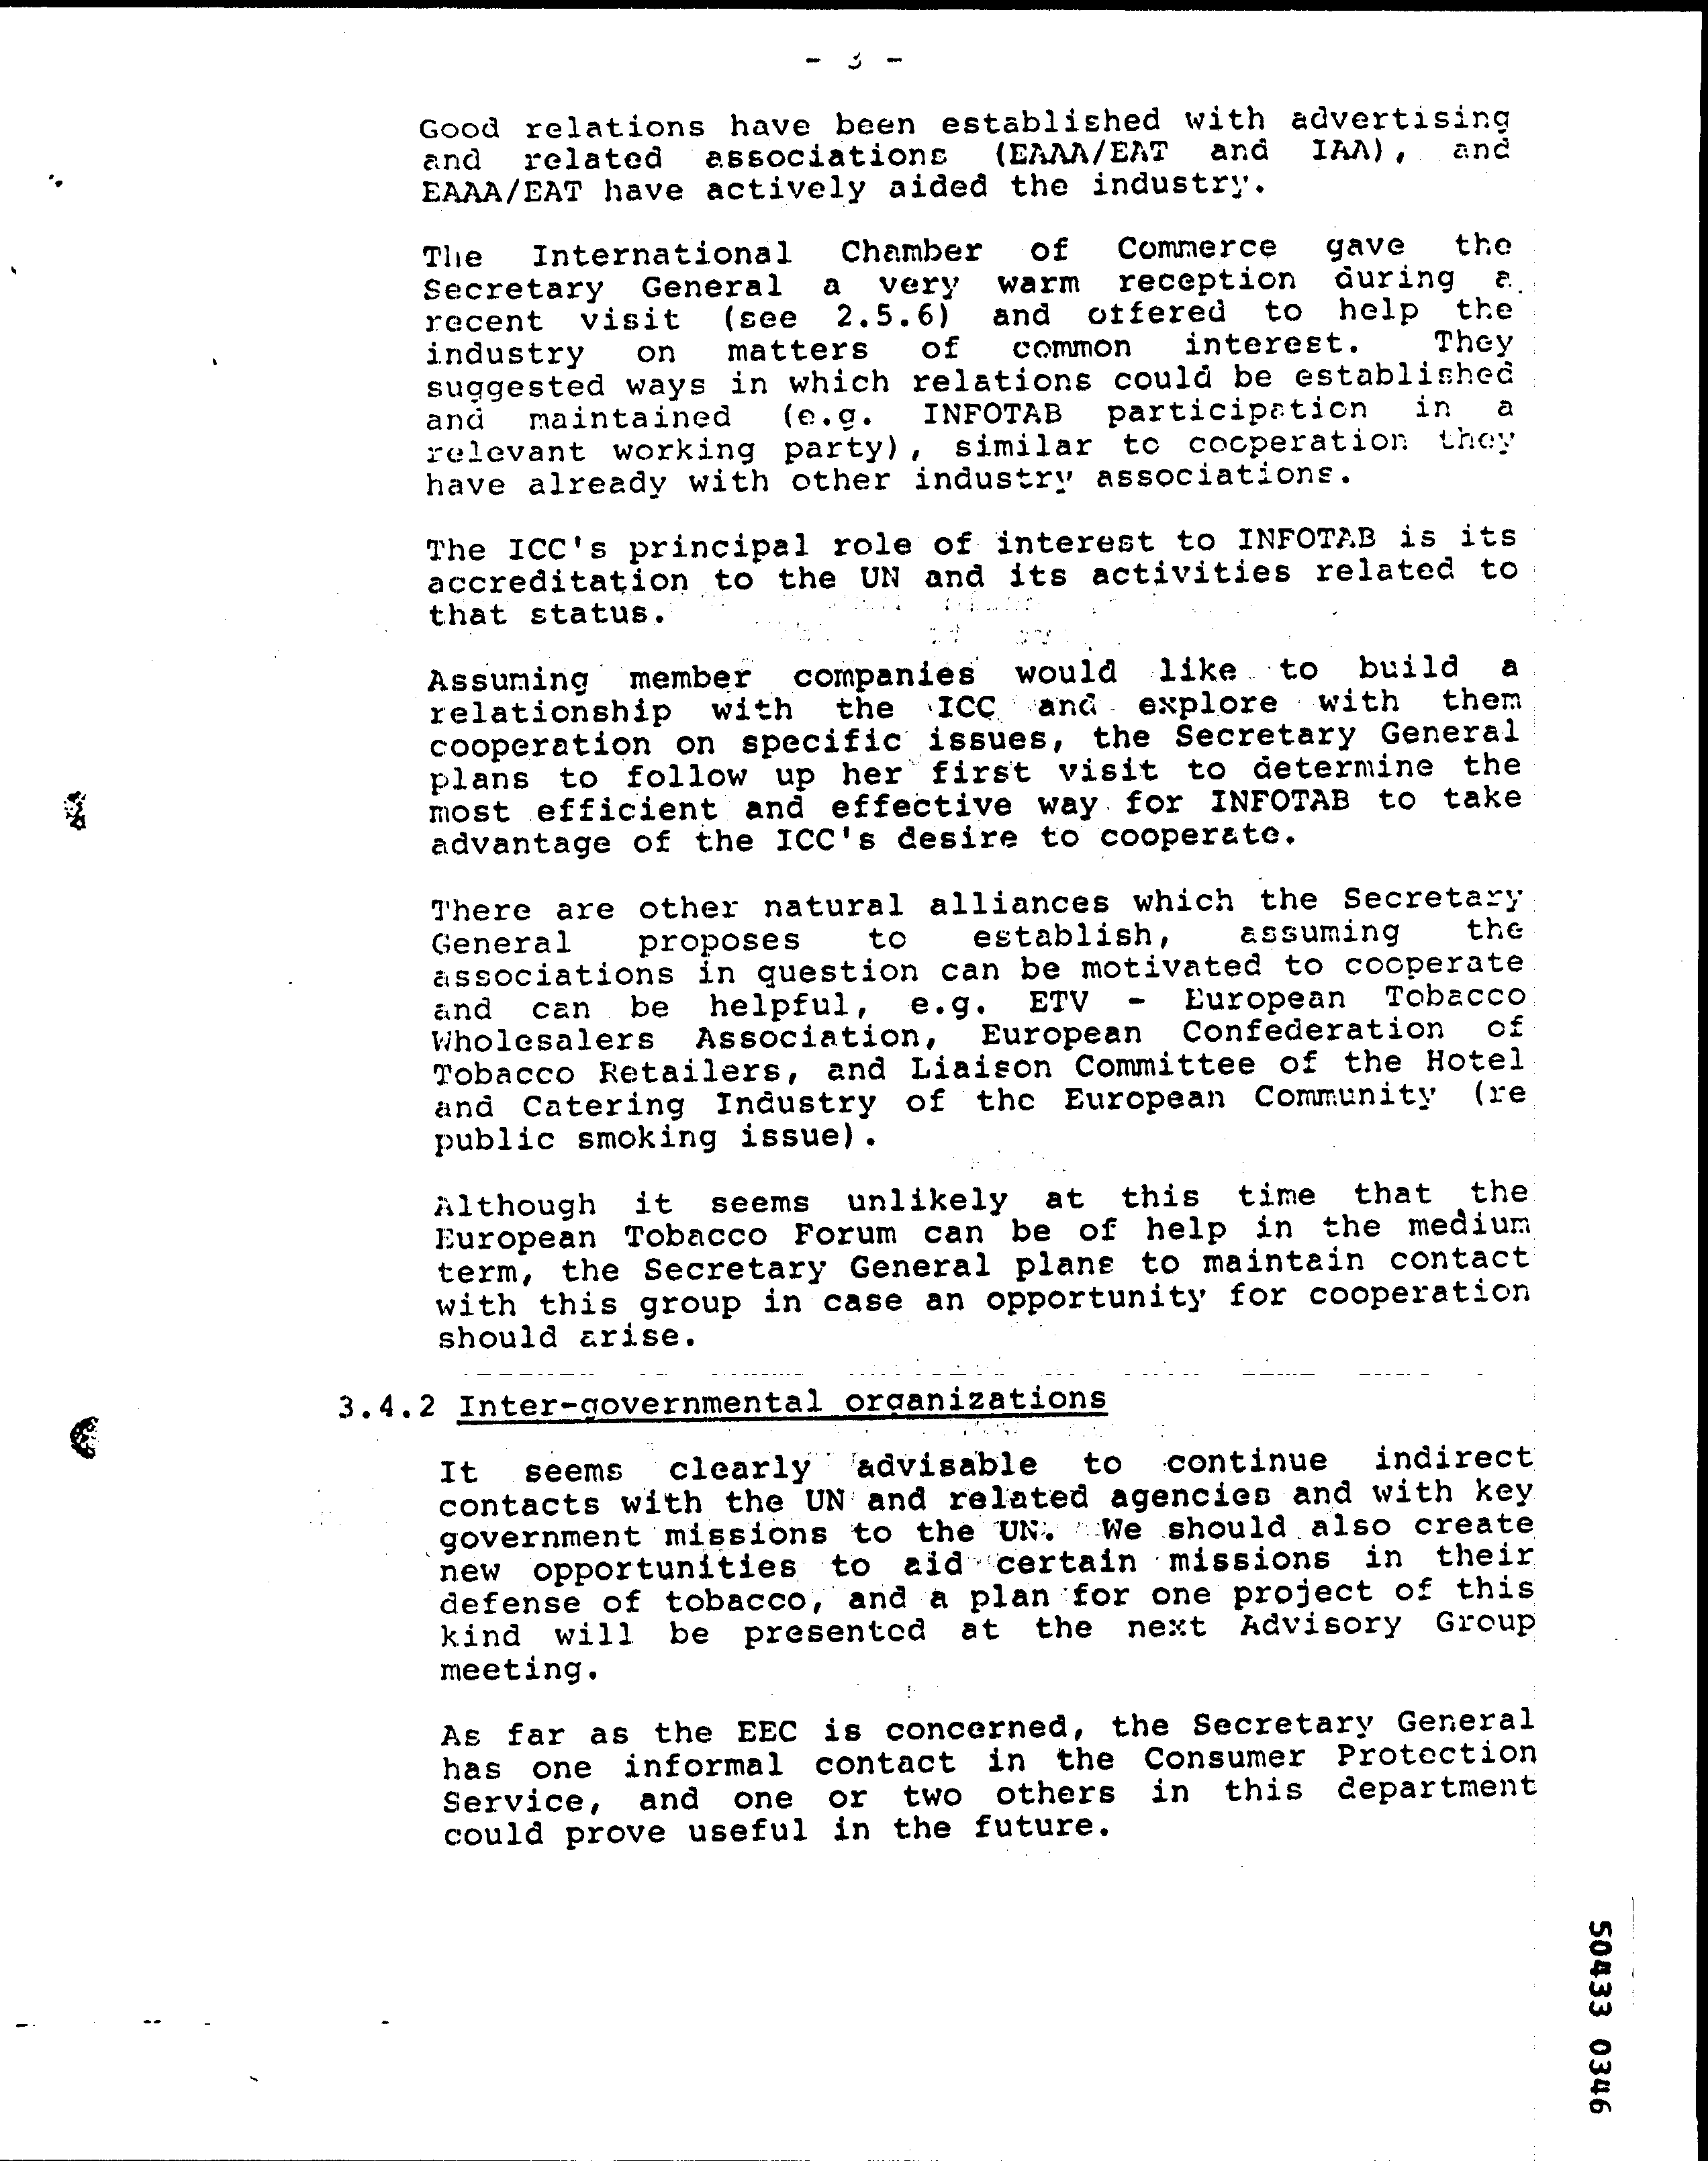 - 3 -
Good relations have been established with advertising
and related associations (EAAA/EAT and IAA), and
EAAA/EAT have actively aided the industry.
The International Chamber of Commerce gave the
Secretary General a very warm reception during a
recent visit (see 2.5.6) and offered to help the
industry on matters of common interest. They
suggested ways in which relations could be established
and maintained (e.g. INFOTAB participation in a
relevant working party), similar to cooperation they
have already with other industry associations.
The ICC's principal role of interest to INFOTAB is its
accreditation to the UN and its activities related to
that status.
Assuming member companies would like to build a
relationship with the ICC and explore with them
cooperation on specific issues, the Secretary General
plans to follow up her first visit to determine the
most efficient and effective way for INFOTAB to take
advantage of the ICC's desire to cooperate.
There are other natural alliances which the Secretary
General proposes to establish, assuming the
associations in question can be motivated to cooperate
and can be helpful, e.g. ETV - European Tobacco
Wholesalers Association, European Confederation of
Tobacco Retailers, and Liaison Committee of the Hotel
and Catering Industry of the European Community (re
public smoking issue).
Although it seems unlikely at this time that the
European Tobacco Forum can be of help in the medium
term, the Secretary General plans to maintain contact
with this group in case an opportunity for cooperation
should arise.
3.4.2 Inter-governmental organizations
It seems clearly advisable to continue indirect
contacts with the UN and related agencies and with key
government missions to the UN. We should also create
new opportunities to aid certain missions in their
defense of tobacco, and a plan for one project of this
kind will be presented at the next Advisory Group
meeting.
As far as the EEC is concerned, the Secretary General
has one informal contact in the Consumer Protection
Service, and one or two others in this department
could prove useful in the future.
50433 0346